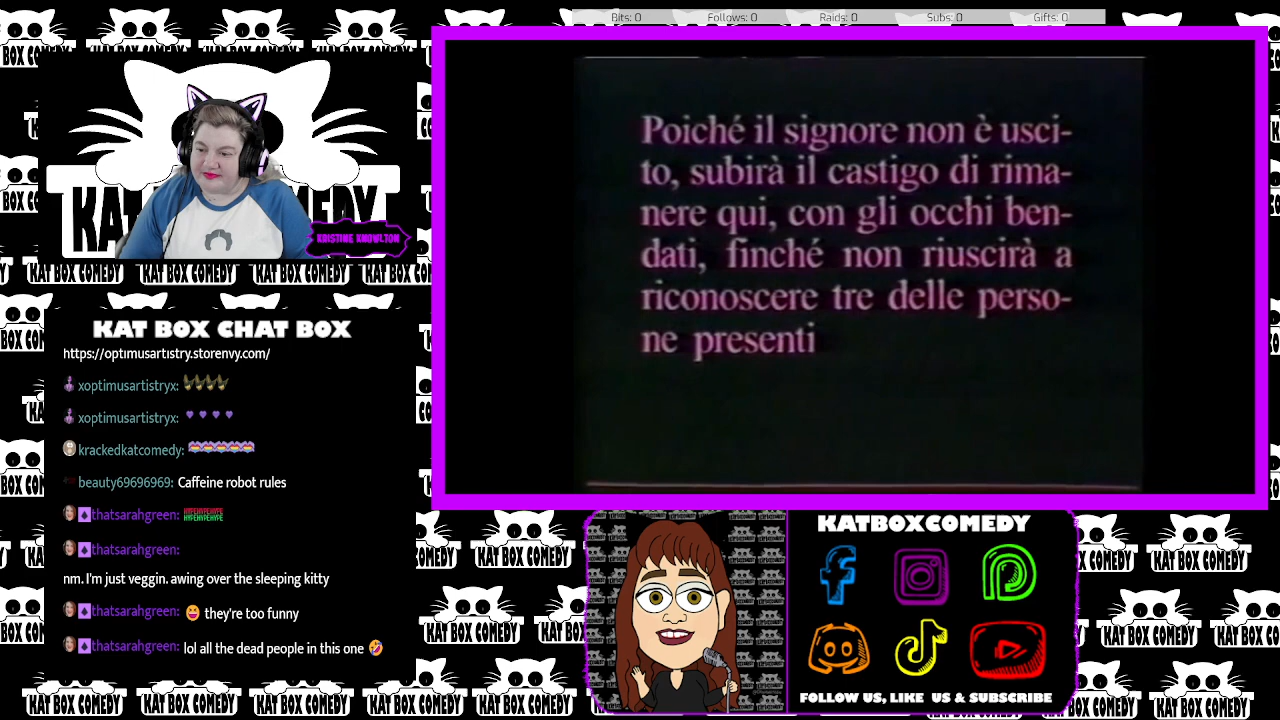 Bits: 0 Follows: 0 Raids: 0 Subs: 0 Gifts: 0
Poiché il signore non è usci-
to, subirà il castigo di rima-
nere qui, con gli occhi ben-
dati, finché non riuscirà a
riconoscere tre delle perso-
ne presenti
KRISTINE KNOWLTON
KAT BOX COMEDY
KAT BOX CHAT BOX
https://optimusartistry.storenvy.com/
xoptimusartistryx:
xoptimusartistryx:
krackedkatcomedy:
beauty69696969: Caffeine robot rules
thatsarahgreen:
thatsarahgreen:
nm I'm just veggin. awing over the sleeping kitty
thatsarahgreen: 😝 they're too funny
thatsarahgreen: lol all the dead people in this one 🤣
KATBOXCOMEDY
FOLLOW US, LIKE US & SUBSCRIBE